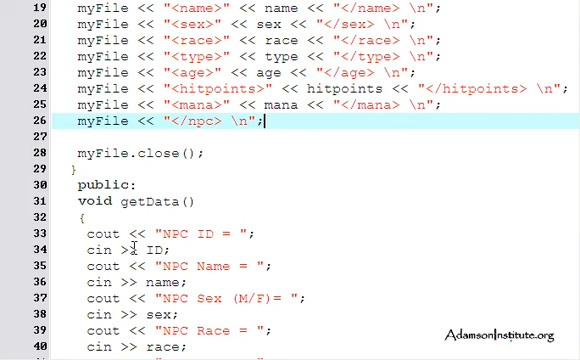 19 myFile << "<name>" << name << "</name> \n";
20 myFile << "<sex>" << sex << "</sex> \n";
21 myFile << "<race>" << race << "</race> \n";
22 myFile << "<type>" << type << "</type> \n";
23 myFile << "<age>" << age << "</age> \n";
24 myFile << "<hitpoints>" << hitpoints << "</hitpoints> \n";
25 myFile << "<mana>" << mana << "</mana> \n";
26 myFile << "</npc> \n";
27
28 myFile.close();
29 }
30 public:
31 void getData()
32 {
33 cout << "NPC ID = ";
34 cin >> ID;
35 cout << "NPC Name = ";
36 cin >> name;
37 cout << "NPC Sex (M/F)= ";
38 cin >> sex;
39 cout << "NPC Race = ";
40 cin >> race;
AdamsonInstitute.org